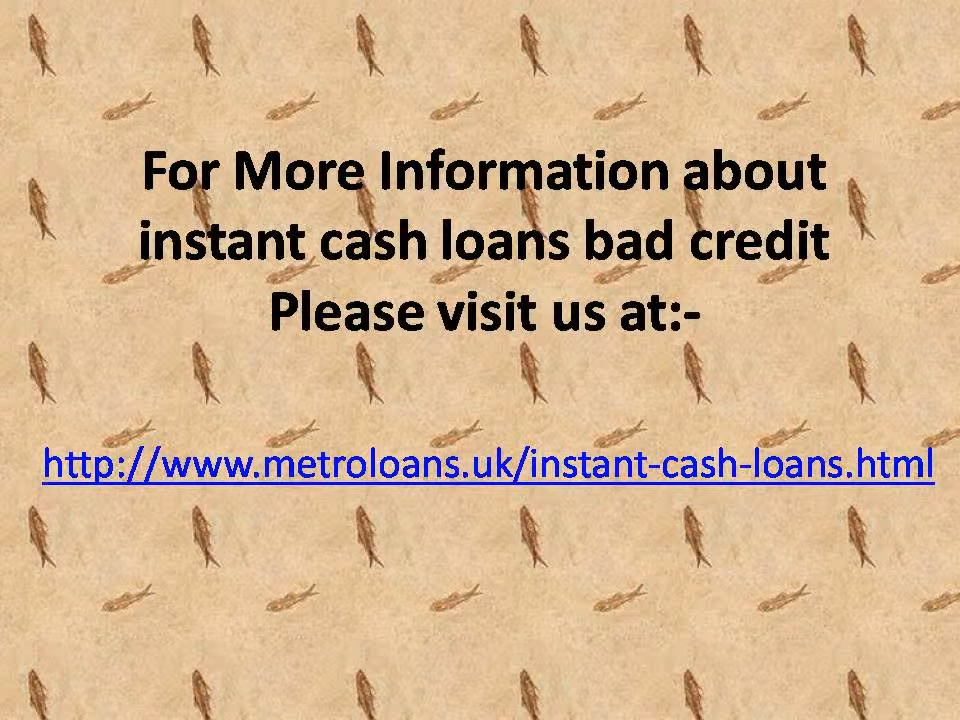 For More Information about
instant cash loans bad credit
Please visit us at:-
http://www.metroloans.uk/instant-cash-loans.html